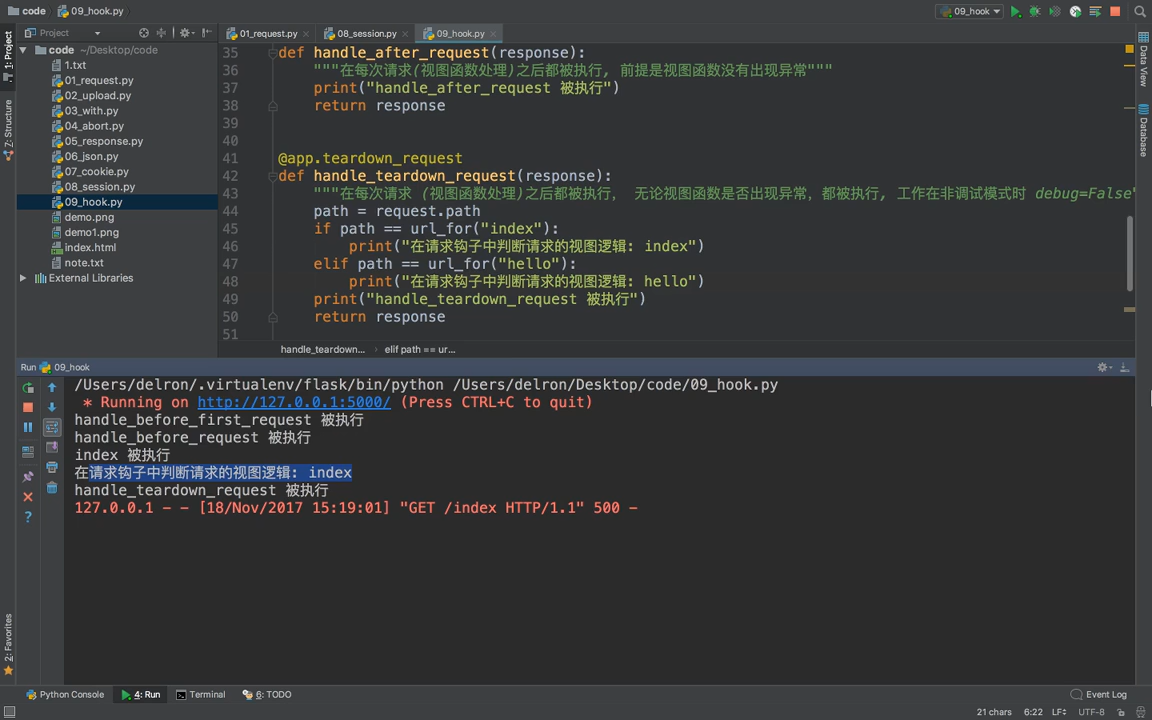 code 09_hook.py
09_hook
Project
01_request.py
08_session.py
09_hook.py
1: Project
Z: Structure
2: Favorites
Data View
Database
code ~/Desktop/code
1.txt
01_request.py
02_upload.py
03_with.py
04_abort.py
05_response.py
06_json.py
07_cookie.py
08_session.py
09_hook.py
demo.png
demo1.png
index.html
note.txt
External Libraries
35 def handle_after_request(response):
36 """在每次请求(视图函数处理)之后都被执行, 前提是视图函数没有出现异常"""
37 print("handle_after_request 被执行")
38 return response
39
40
41 @app.teardown_request
42 def handle_teardown_request(response):
43 """在每次请求 (视图函数处理)之后都被执行, 无论视图函数是否出现异常, 都被执行, 工作在非调试模式时 debug=False"
44 path = request.path
45 if path == url_for("index"):
46 print("在请求钩子中判断请求的视图逻辑: index")
47 elif path == url_for("hello"):
48 print("在请求钩子中判断请求的视图逻辑: hello")
49 print("handle_teardown_request 被执行")
50 return response
51
handle_teardown... › elif path == ur...
Run 09_hook
/Users/delron/.virtualenv/flask/bin/python /Users/delron/Desktop/code/09_hook.py
* Running on http://127.0.0.1:5000/ (Press CTRL+C to quit)
handle_before_first_request 被执行
handle_before_request 被执行
index 被执行
在请求钩子中判断请求的视图逻辑: index
handle_teardown_request 被执行
127.0.0.1 - - [18/Nov/2017 15:19:01] "GET /index HTTP/1.1" 500 -
Python Console 4: Run Terminal 6: TODO Event Log
21 chars 6:22 LF÷ UTF-8